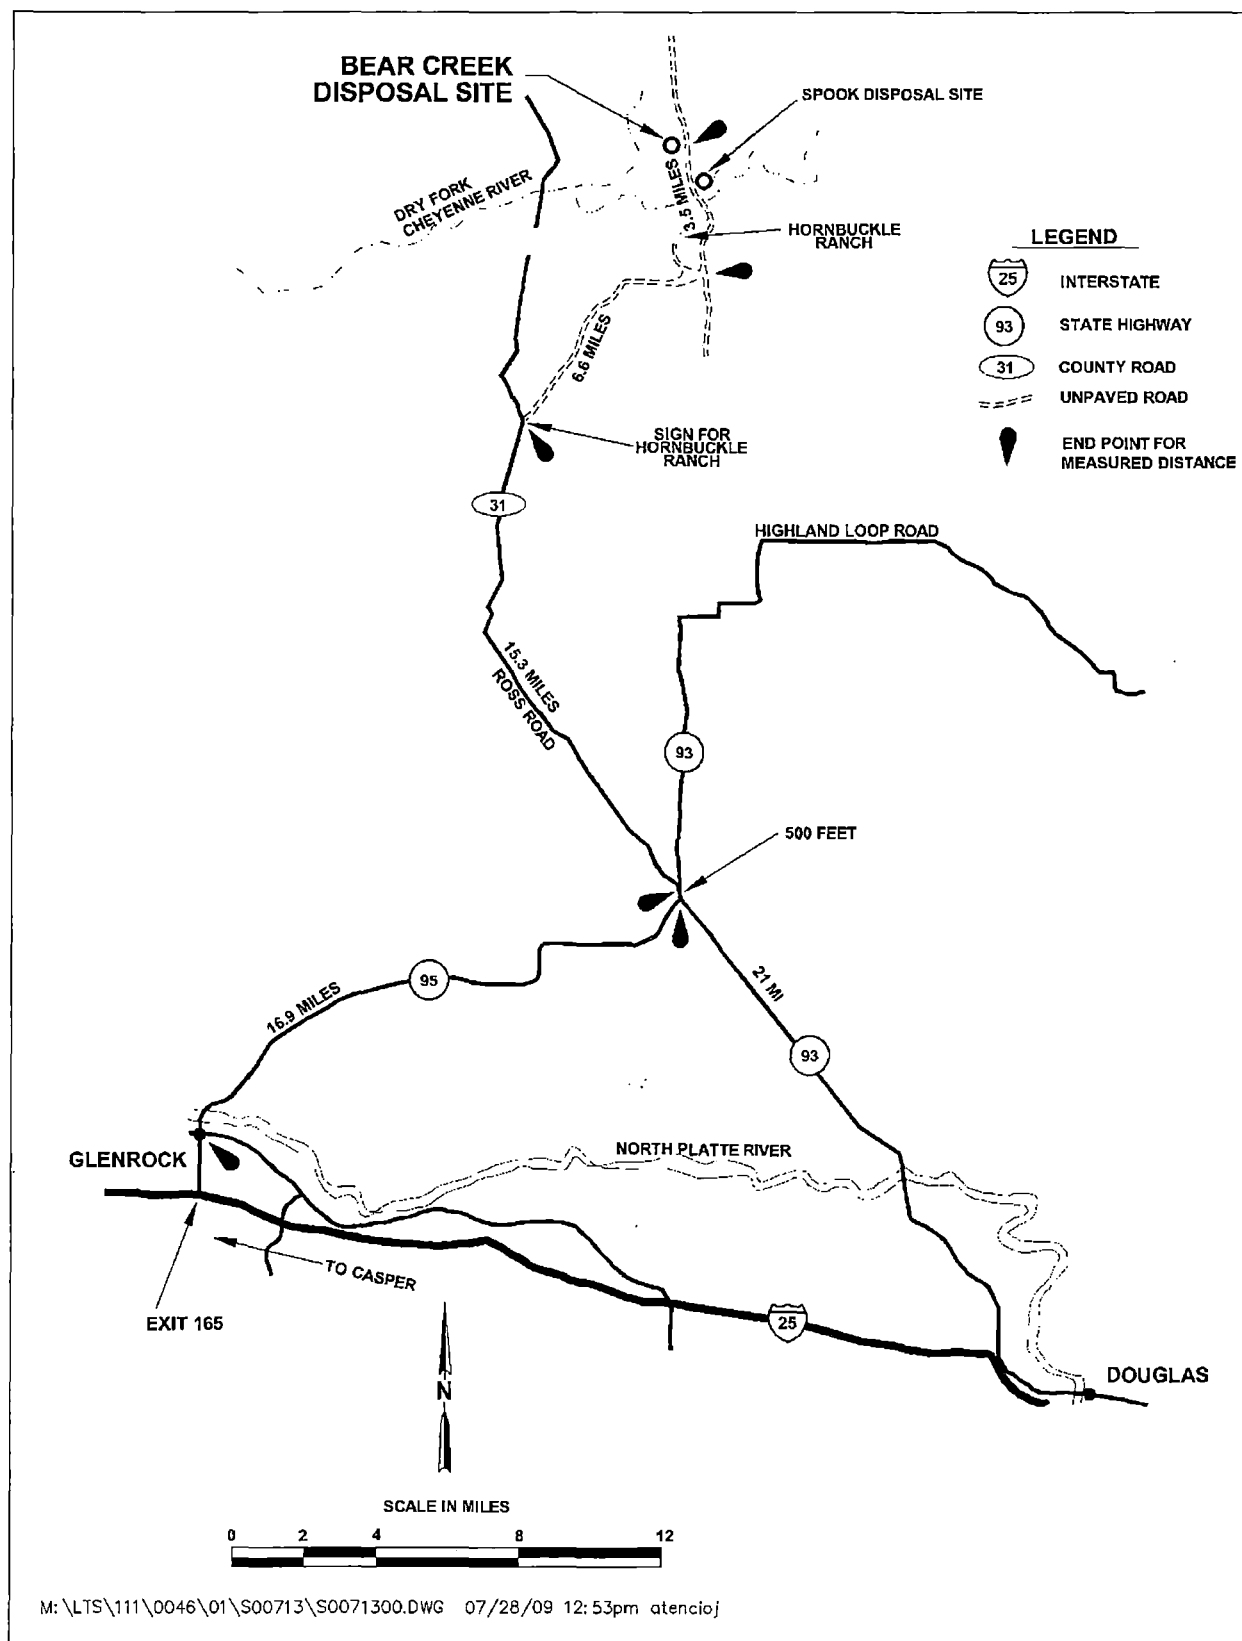 BEAR CREEK
DISPOSAL SITE
SPOOK DISPOSAL SITE
DRY FORK
CHEYENNE RIVER
3.5 MILES
HORNBUCKLE
RANCH
6.6 MILES
SIGN FOR
HORNBUCKLE
RANCH
LEGEND
25
INTERSTATE
93
STATE HIGHWAY
31
COUNTY ROAD
UNPAVED ROAD
END POINT FOR
MEASURED DISTANCE
31
HIGHLAND LOOP ROAD
15.3 MILES
ROSS ROAD
93
500 FEET
95
16.9 MILES
21 MI
93
NORTH PLATTE RIVER
GLENROCK
TO CASPER
EXIT 165
25
DOUGLAS
N
SCALE IN MILES
0 2 4 8 12
M:\LTS\111\0046\01\S00713\S0071300.DWG 07/28/09 12:53pm atencioj